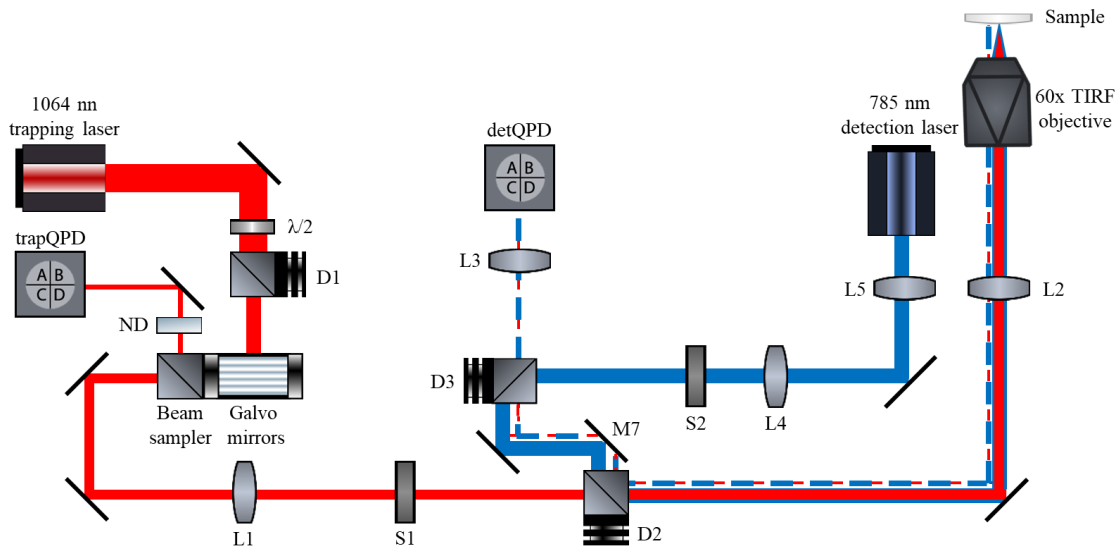 Sample
1064 nn
trapping laser
detQPD
785 nm
detection laser
60x TIRF
objective
A B
C D
λ/2
trapQPD
A B
C D
L3
D1
L5
L2
ND
D3
Beam
sampler
Galvo
mirrors
S2
L4
M7
L1
S1
D2